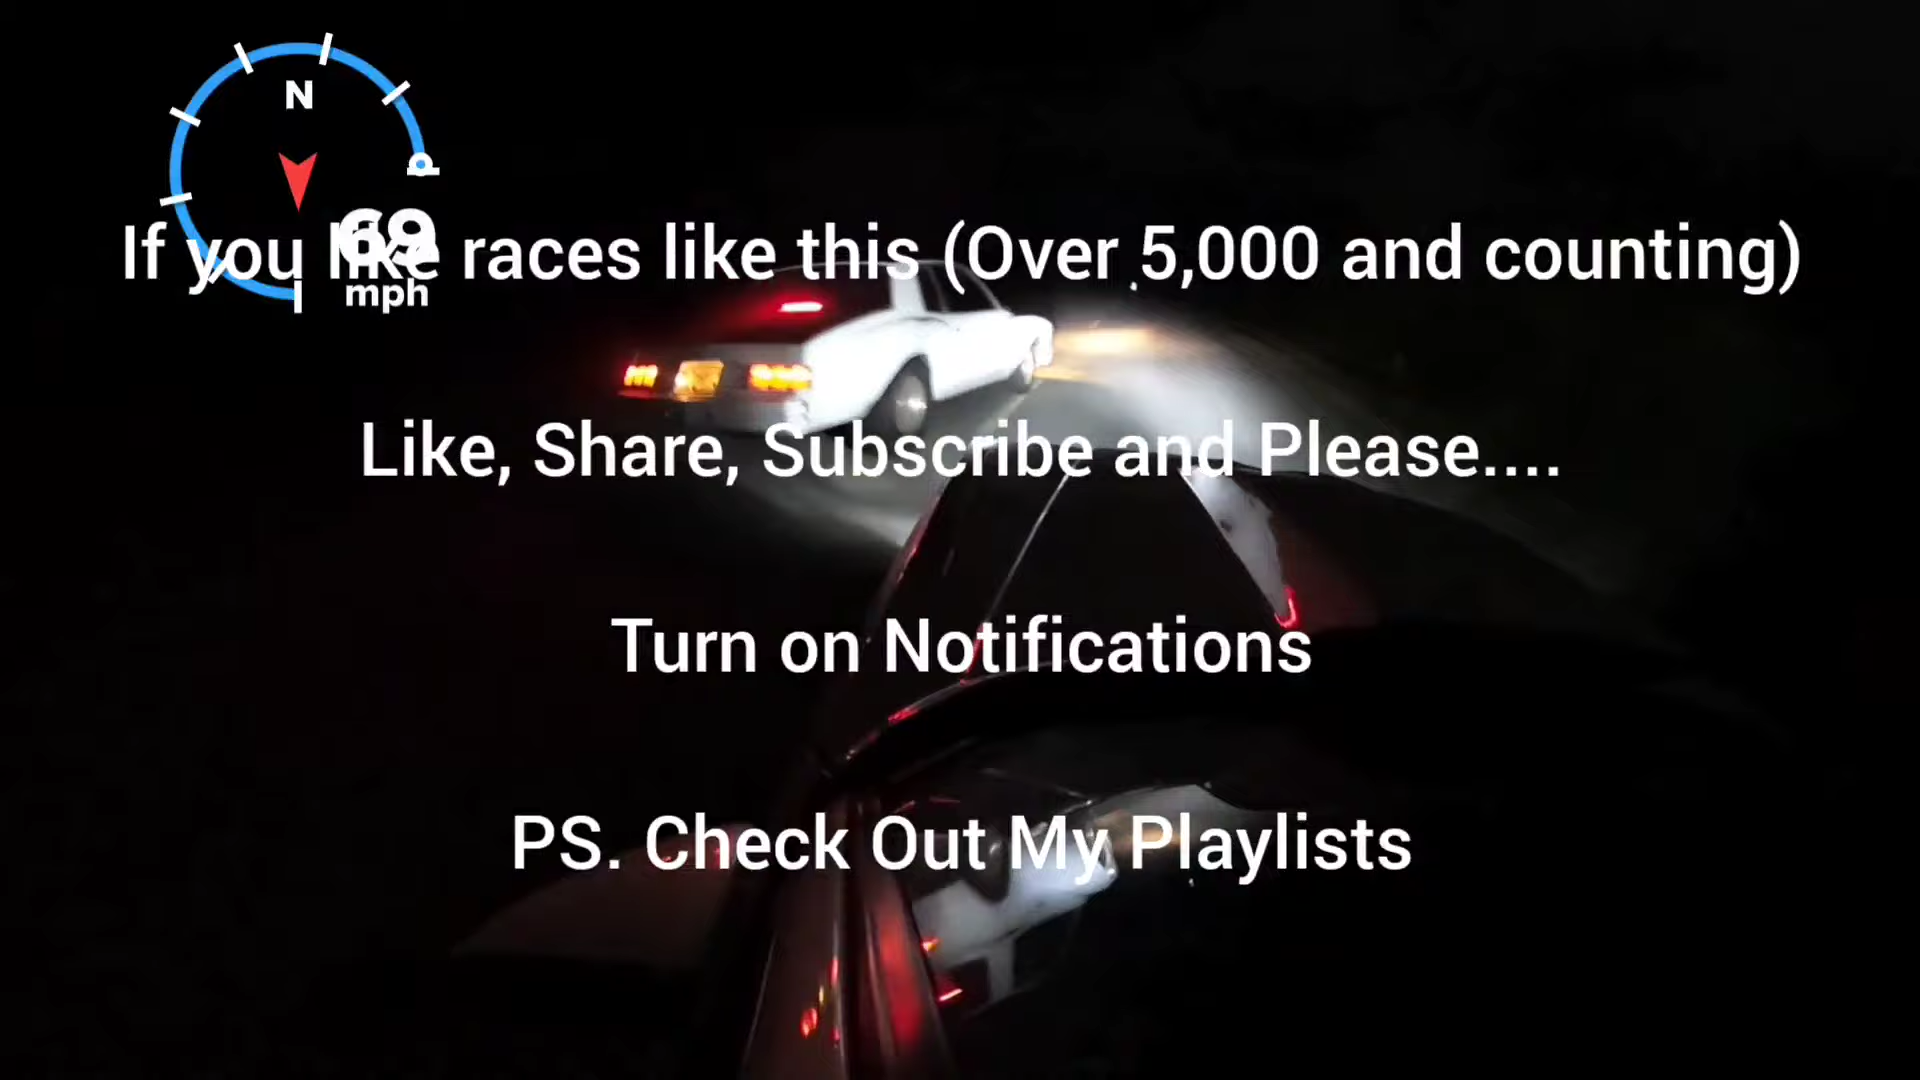 N
69
mph
If you like races like this (Over 5,000 and counting)
Like, Share, Subscribe and Please....
Turn on Notifications
PS. Check Out My Playlists